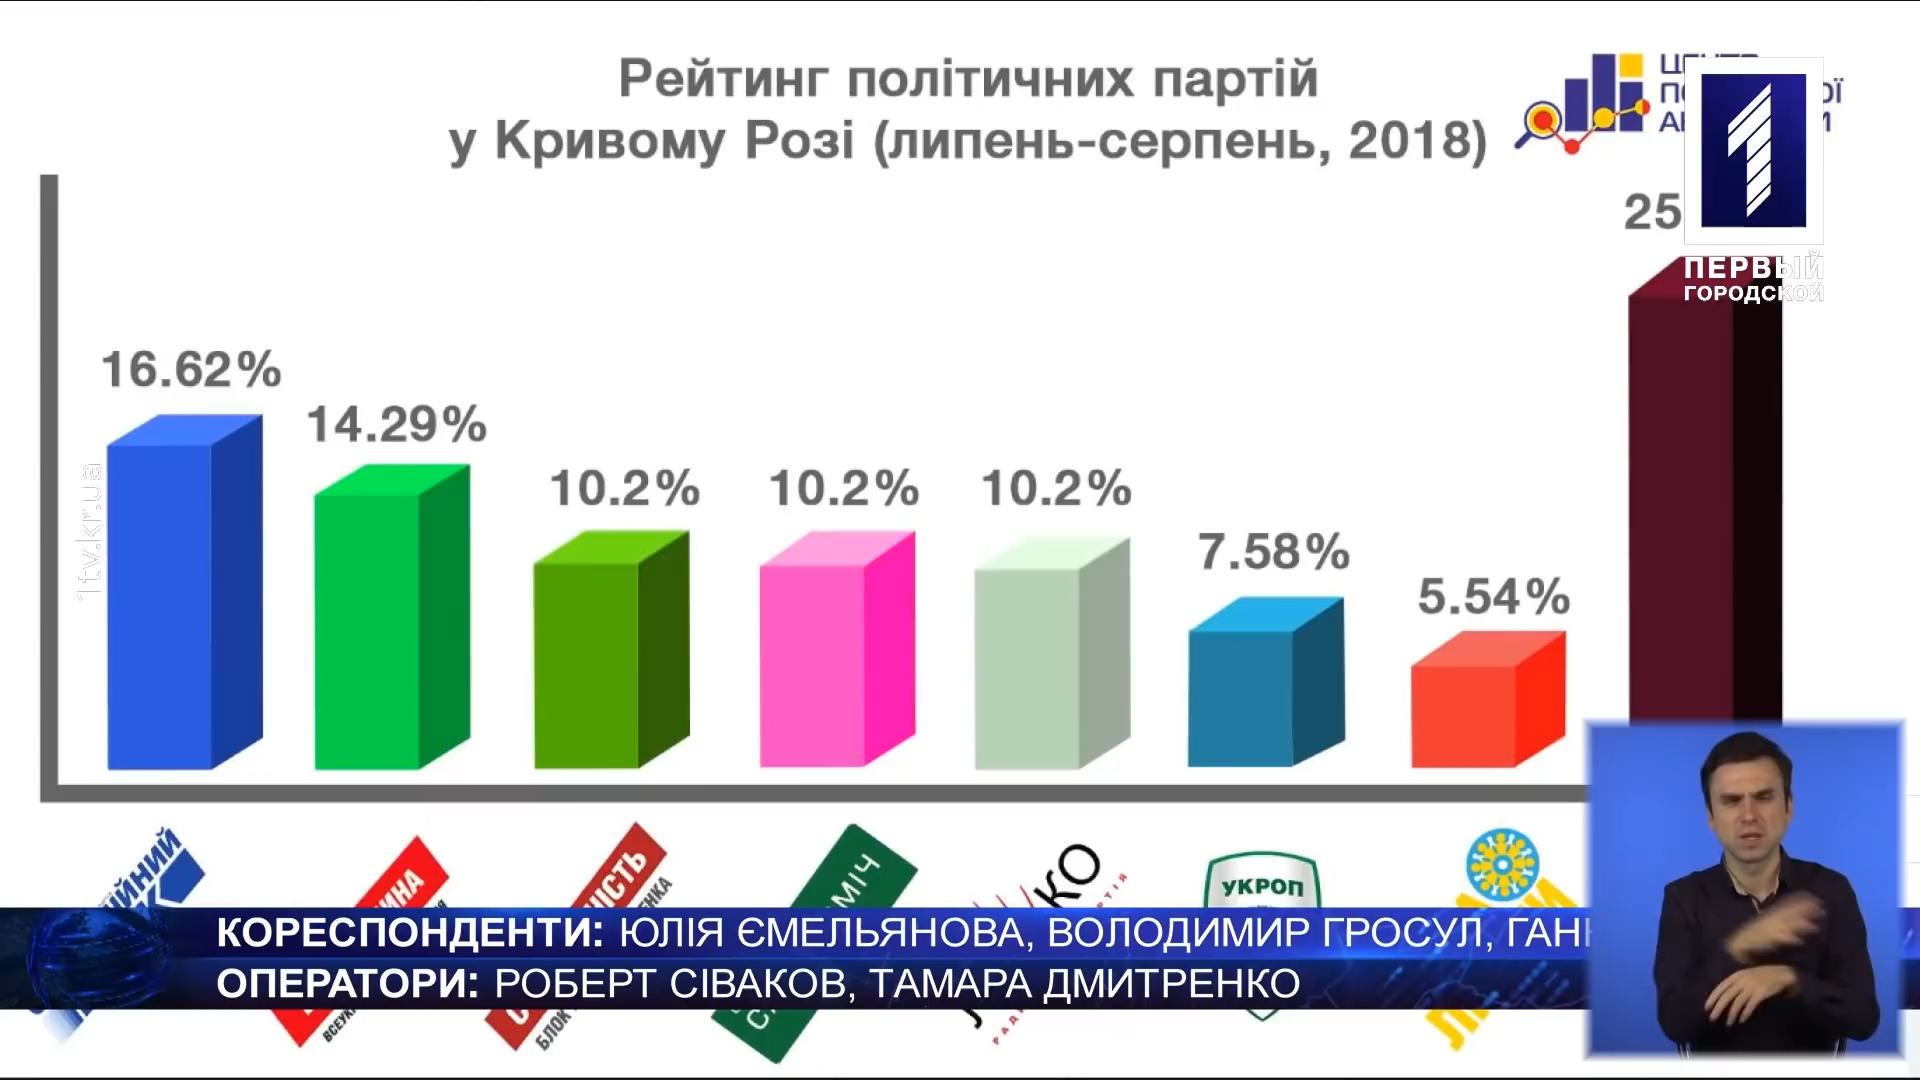 Рейтинг політичних партій
у Кривому Розі (липень-серпень, 2018)
ПЕРВЫЙ
ГОРОДСКОЙ
25
16.62%
14.29%
10.2%
10.2%
10.2%
7.58%
5.54%
1tv.kr.ua
УКРОП
КОРЕСПОНДЕНТИ: ЮЛІЯ ЄМЕЛЬЯНОВА, ВОЛОДИМИР ГРОСУЛ,
ОПЕРАТОРИ: РОБЕРТ СІВАКОВ, ТАМАРА ДМИТРЕНКО